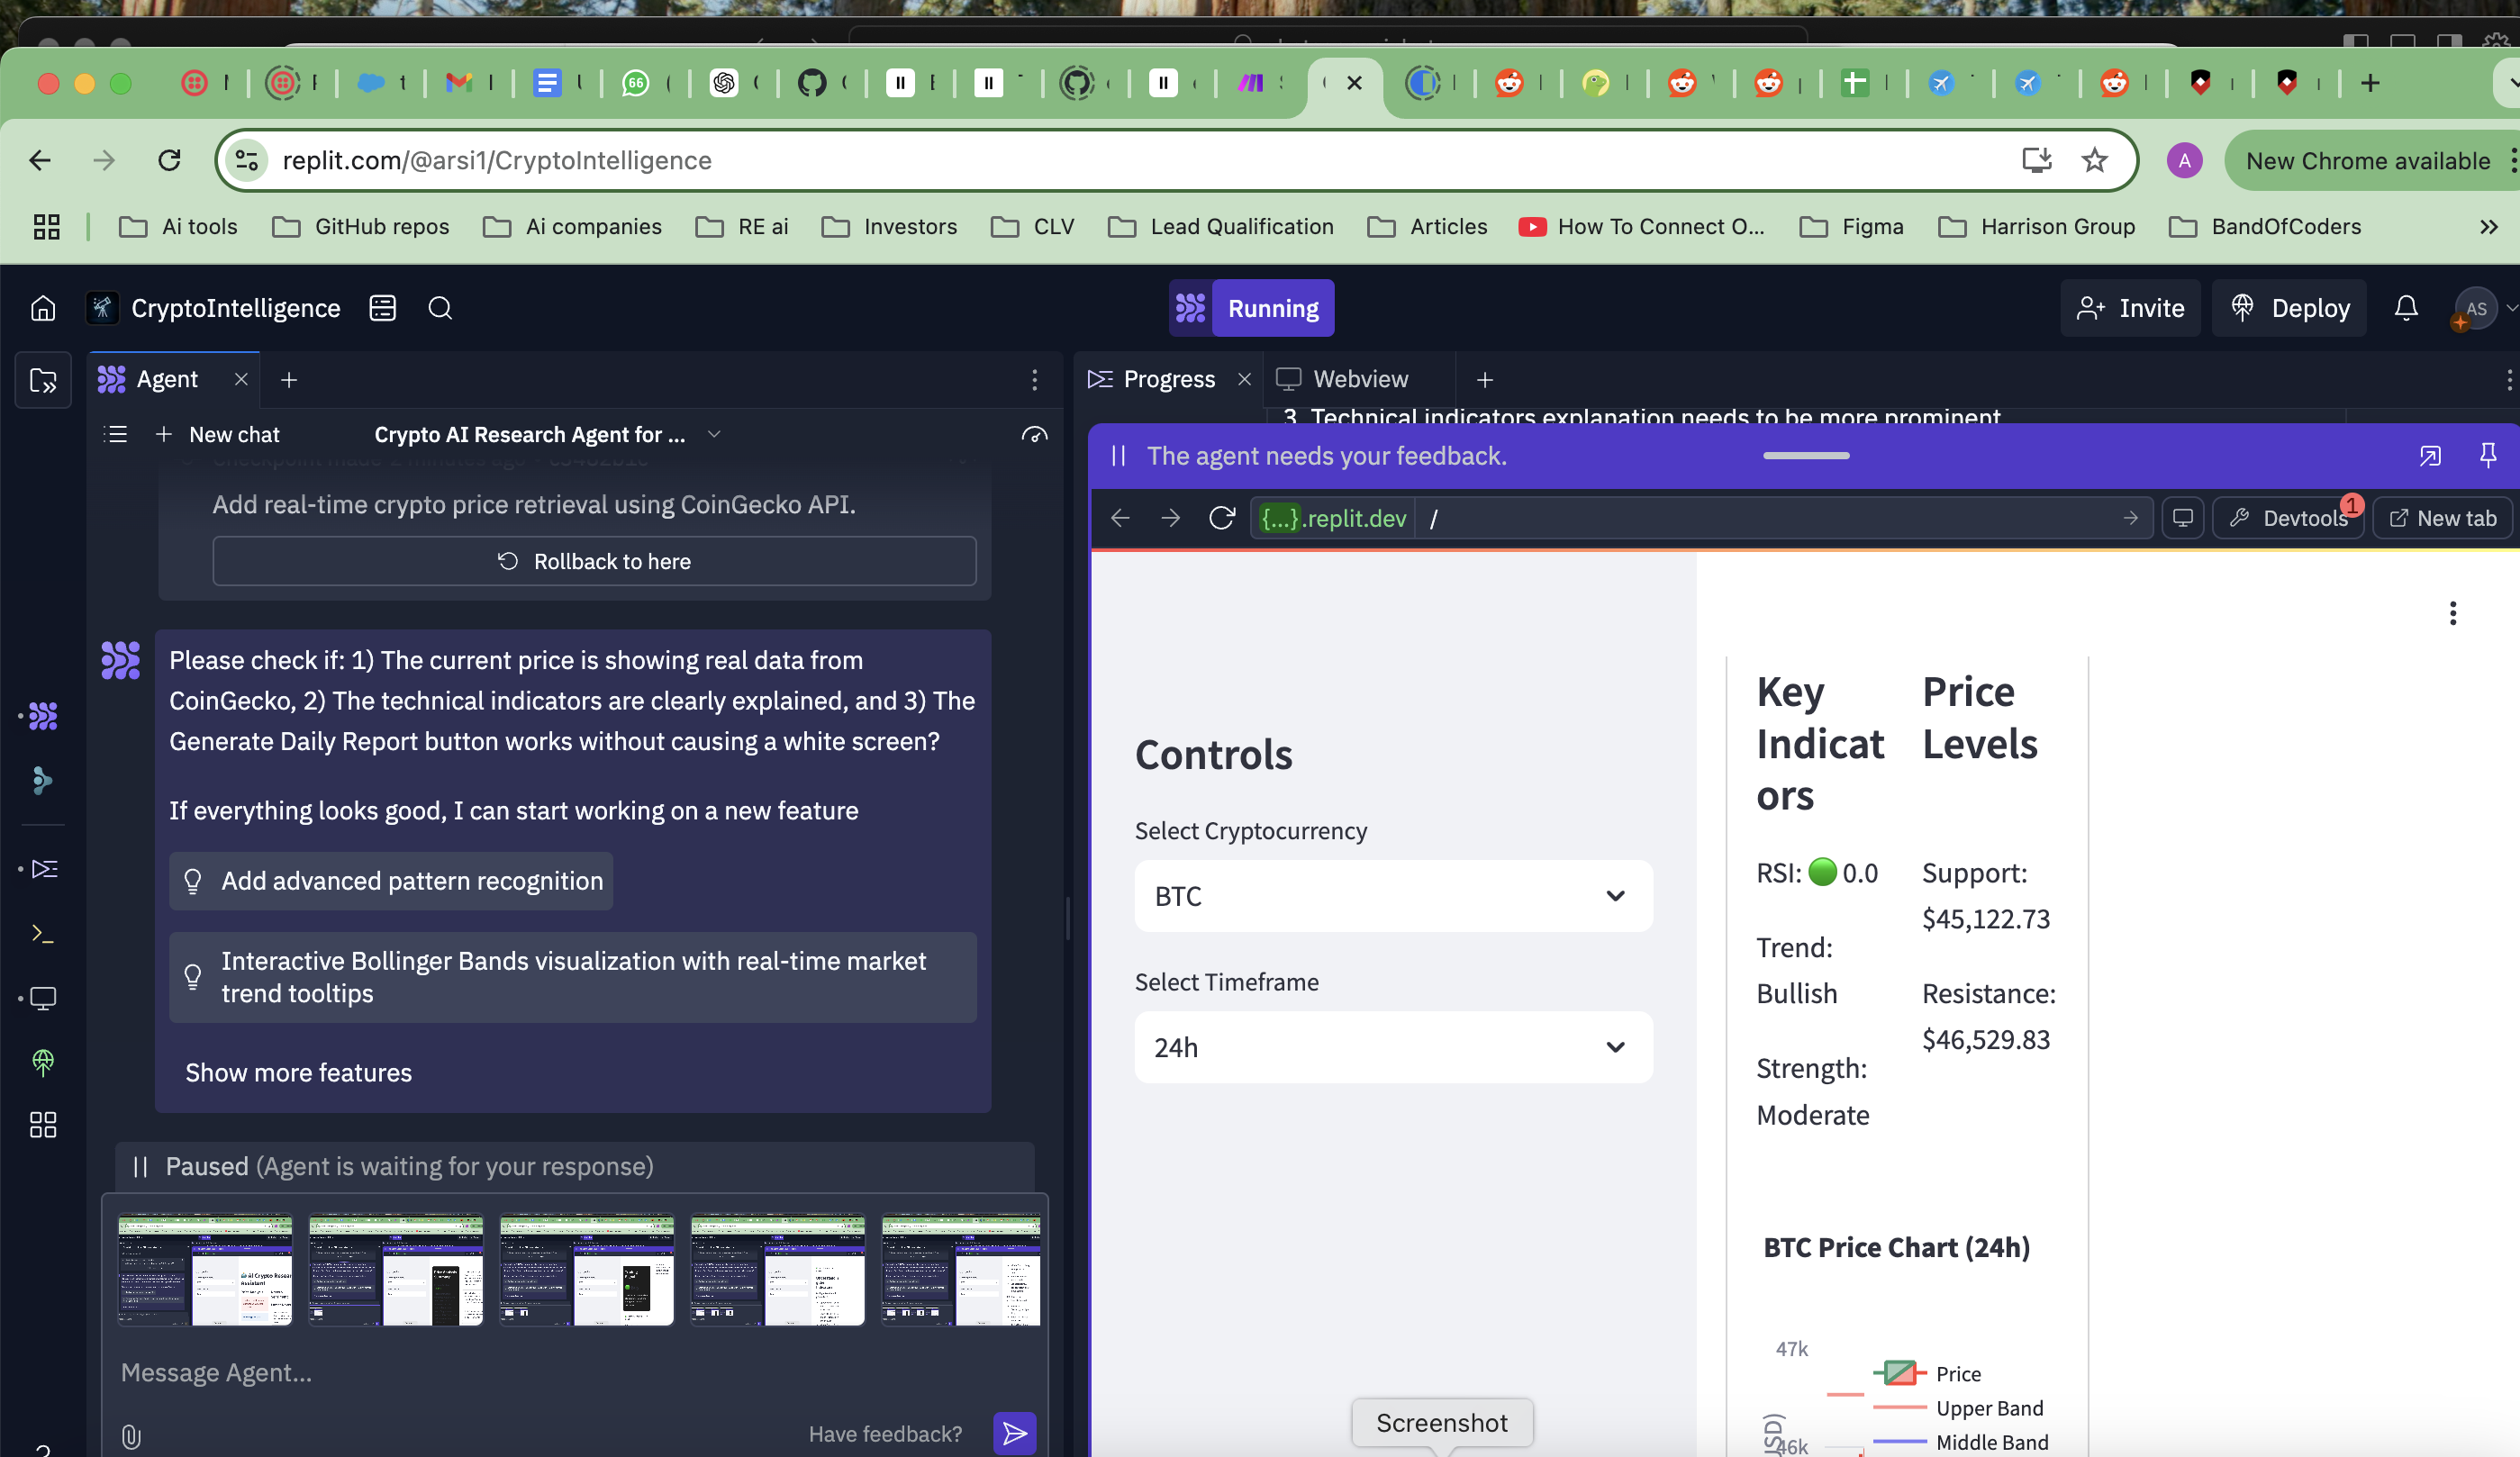 66
replit.com/@arsi1/CryptoIntelligence
A
New Chrome available
Ai tools
GitHub repos
Ai companies
RE ai
Investors
CLV
Lead Qualification
Articles
How To Connect O...
Figma
Harrison Group
BandOfCoders
CryptoIntelligence
Running
Invite
Deploy
AS
Agent
Progress
Webview
New chat
Crypto AI Research Agent for ...
3. Technical indicators explanation needs to be more prominent
The agent needs your feedback.
Add real-time crypto price retrieval using CoinGecko API.
Rollback to here
{...}.replit.dev
/
Devtools
1
New tab
Please check if: 1) The current price is showing real data from
CoinGecko, 2) The technical indicators are clearly explained, and 3) The
Generate Daily Report button works without causing a white screen?
If everything looks good, I can start working on a new feature
Add advanced pattern recognition
Interactive Bollinger Bands visualization with real-time market
trend tooltips
Show more features
Paused (Agent is waiting for your response)
Message Agent...
Have feedback?
Controls
Select Cryptocurrency
BTC
Select Timeframe
24h
Key
Indicat
ors
RSI: 0.0
Trend:
Bullish
Strength:
Moderate
Price
Levels
Support:
$45,122.73
Resistance:
$46,529.83
BTC Price Chart (24h)
47k
46k
Price
Upper Band
Middle Band
Screenshot